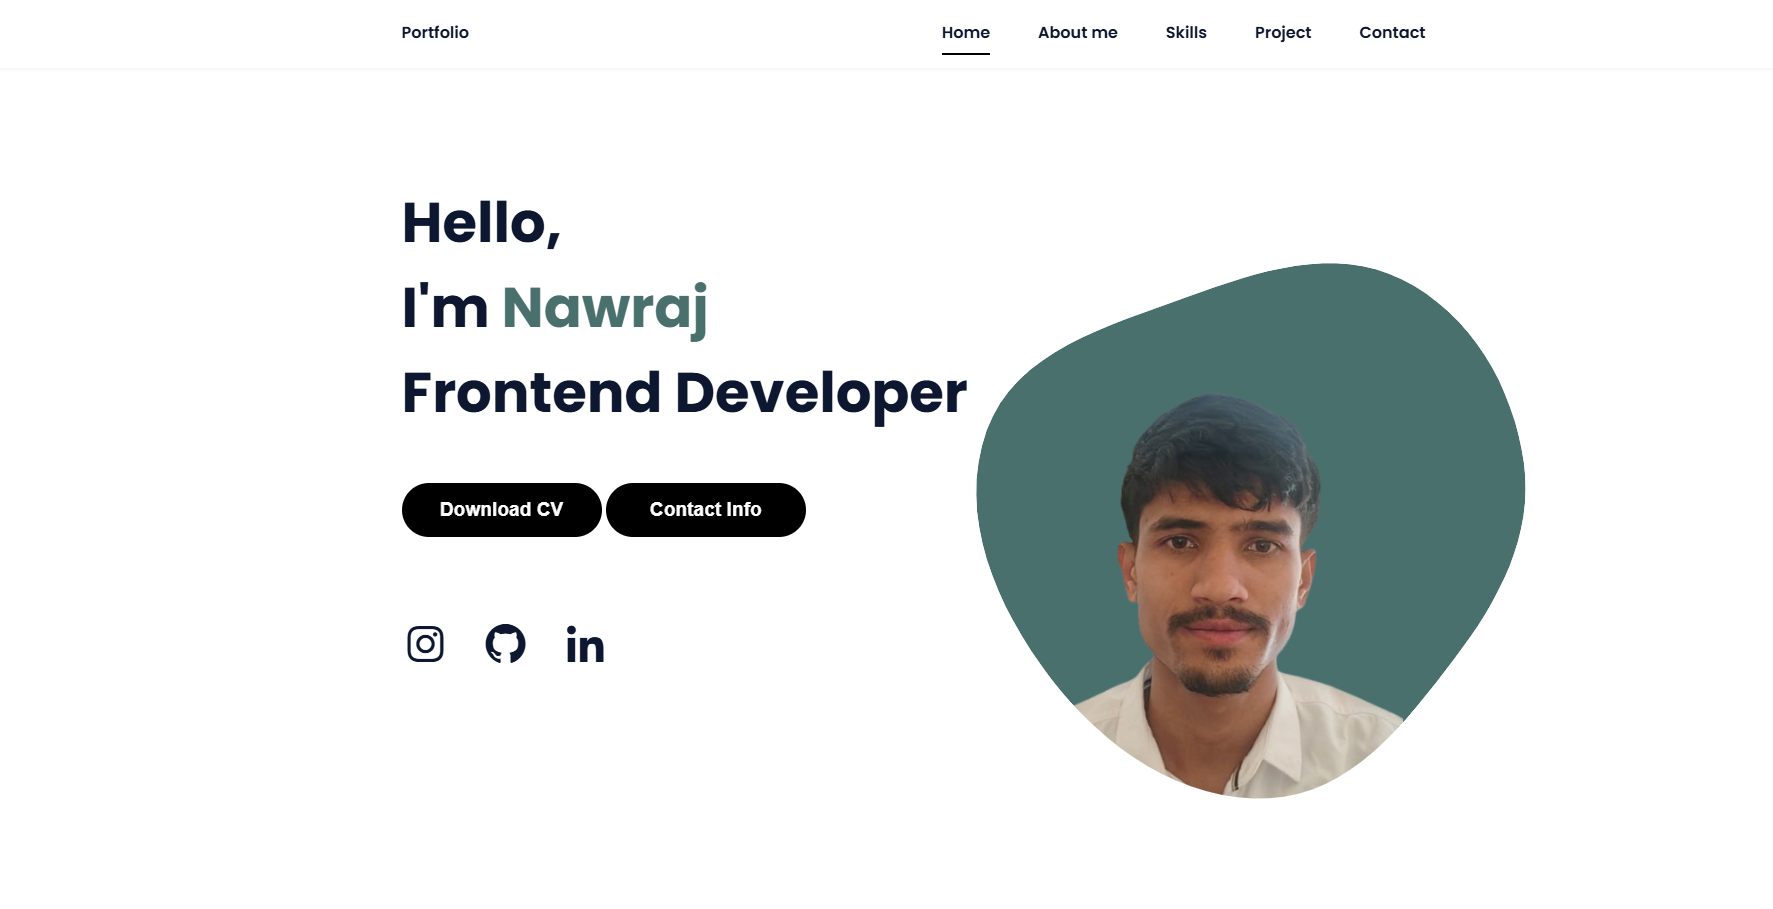 Portfolio
Home About me Skills Project Contact
Hello,
I'm Nawraj
Frontend Developer
Download CV Contact Info
in